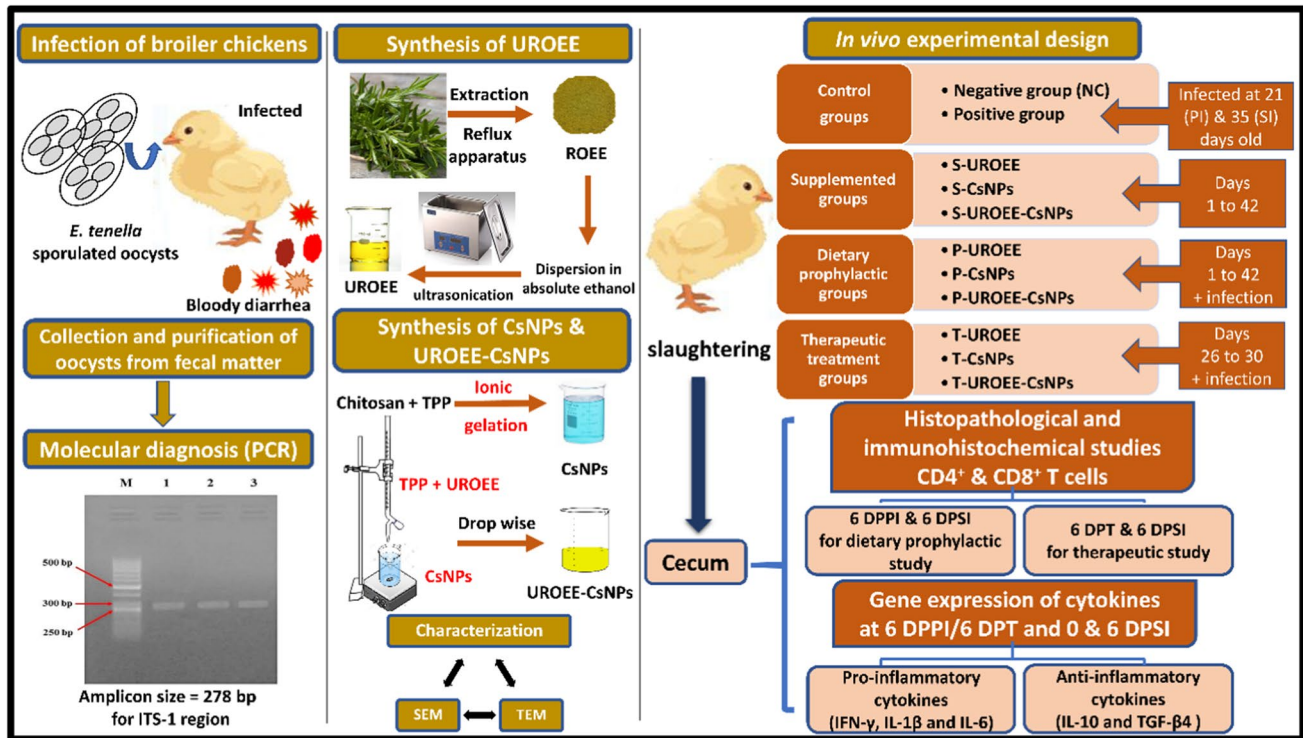 Infection of broiler chickens
Infected
E. tenella
sporulated oocysts
Bloody diarrhea
Collection and purification of
oocysts from fecal matter
Molecular diagnosis (PCR)
M 1 2 3
500 bp
300 bp
250 bp
Amplicon size = 278 bp
for ITS-1 region
Synthesis of UROEE
Extraction
Reflux
apparatus
ROEE
UROEE
ultrasonication
Dispersion in
absolute ethanol
Synthesis of CsNPs &
UROEE-CsNPs
Chitosan + TPP
Ionic
gelation
CsNPs
TPP + UROEE
Drop wise
CsNPs
UROEE-CsNPs
Characterization
SEM
TEM
In vivo experimental design
Control
groups
• Negative group (NC)
• Positive group
Infected at 21
(PI) & 35 (SI)
days old
Supplemented
groups
• S-UROEE
• S-CsNPs
• S-UROEE-CsNPs
Days
1 to 42
Dietary
prophylactic
groups
• P-UROEE
• P-CsNPs
• P-UROEE-CsNPs
Days
1 to 42
+ infection
Therapeutic
treatment
groups
• T-UROEE
• T-CsNPs
• T-UROEE-CsNPs
Days
26 to 30
+ infection
slaughtering
Cecum
Histopathological and
immunohistochemical studies
CD4⁺ & CD8⁺ T cells
6 DPPI & 6 DPSI
for dietary prophylactic
study
6 DPT & 6 DPSI
for therapeutic study
Gene expression of cytokines
at 6 DPPI/6 DPT and 0 & 6 DPSI
Pro-inflammatory
cytokines
(IFN-γ, IL-1β and IL-6)
Anti-inflammatory
cytokines
(IL-10 and TGF-β4 )